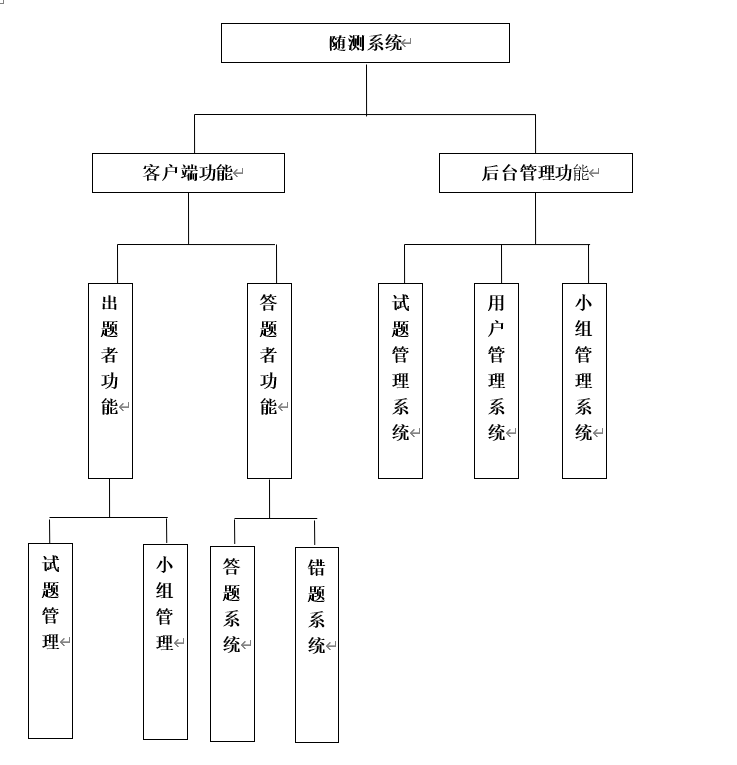 随测系统
客户端功能
后台管理功能
出题者功能
答题者功能
试题管理系统
用户管理系统
小组管理系统
试题管理
小组管理
答题系统
错题系统